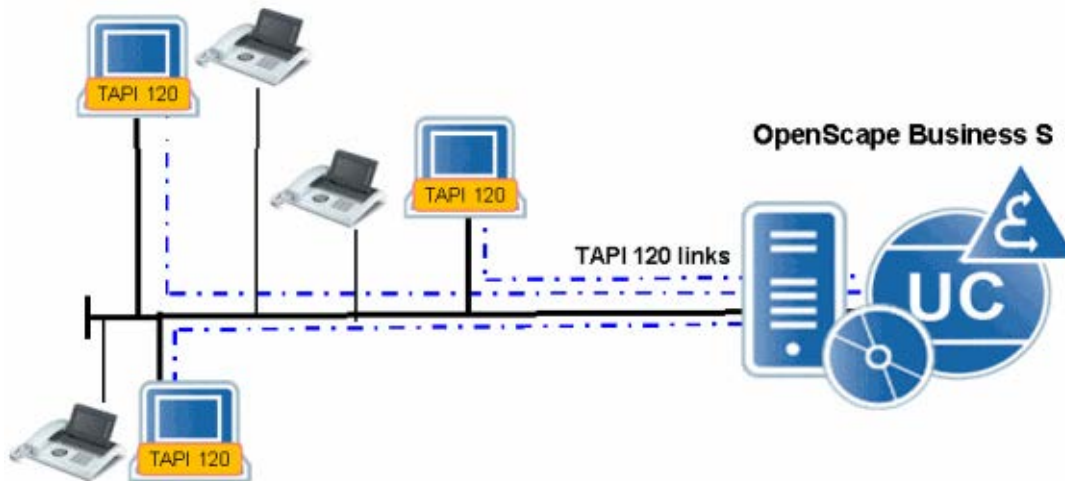 TAPI 120
TAPI 120
OpenScape Business S
TAPI 120 links
UC
TAPI 120